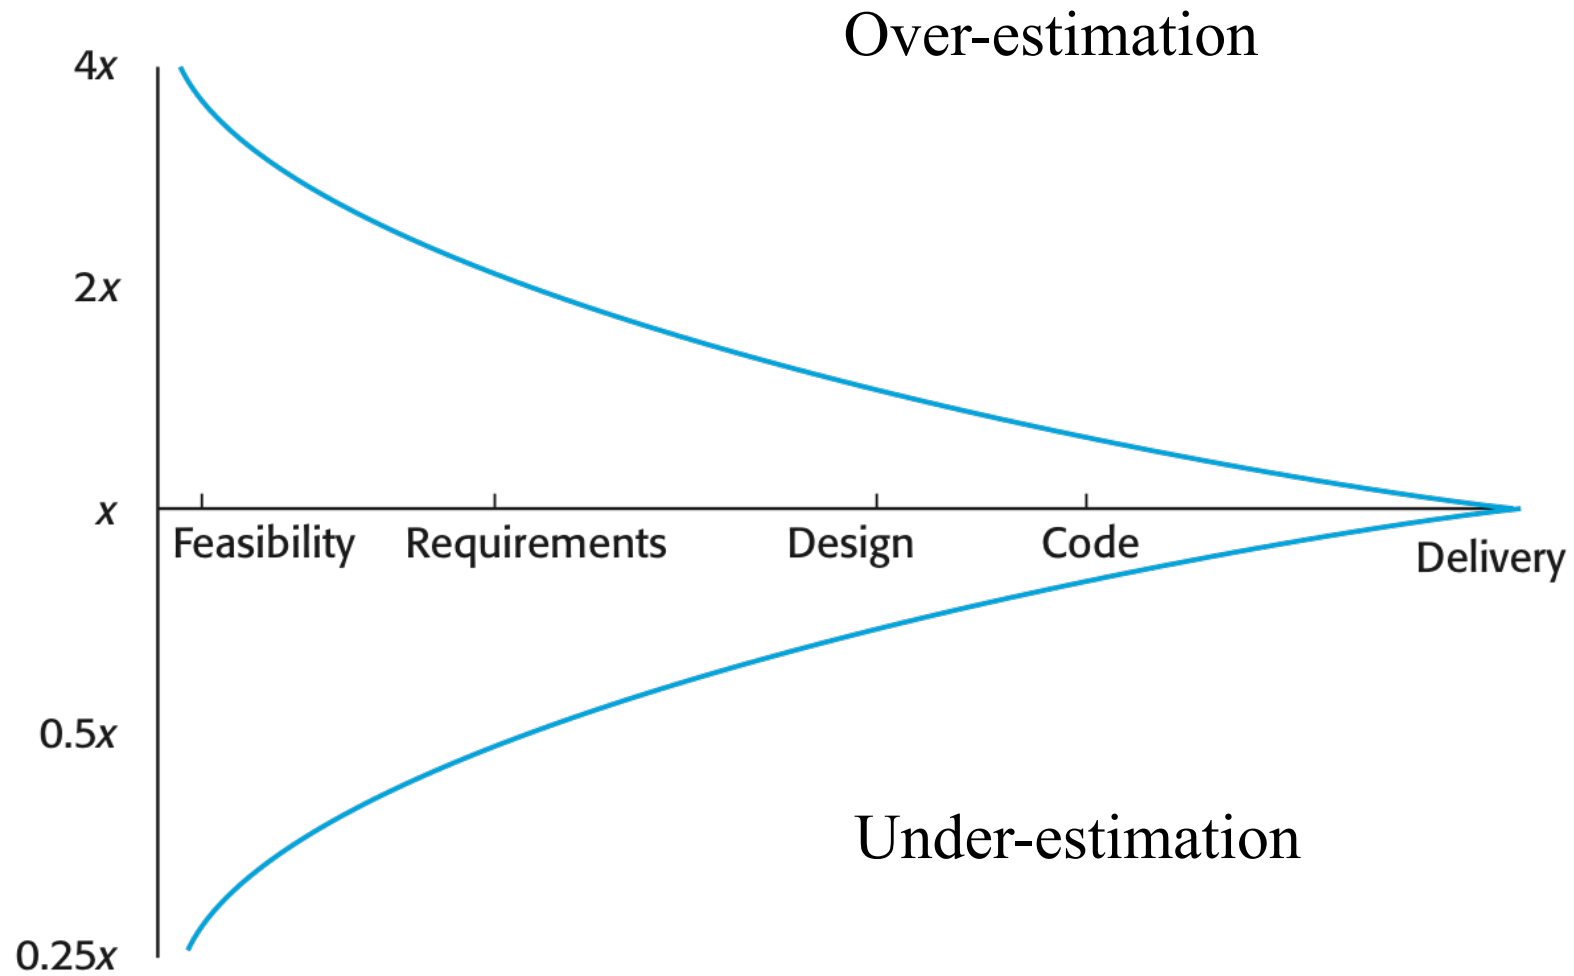 Over-estimation
4x
2x
x
Feasibility Requirements Design Code Delivery
0.5x
Under-estimation
0.25x